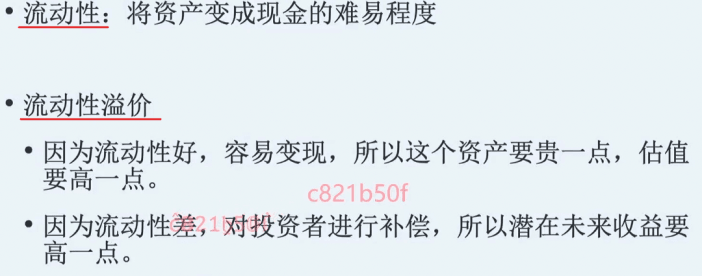 • 流动性：将资产变成现金的难易程度
• 流动性溢价
• 因为流动性好，容易变现，所以这个资产要贵一点，估值
要高一点。
c821b50f
• 因为流动性差，对投资者进行补偿，所以潜在未来收益要
c821b50f
高一点。